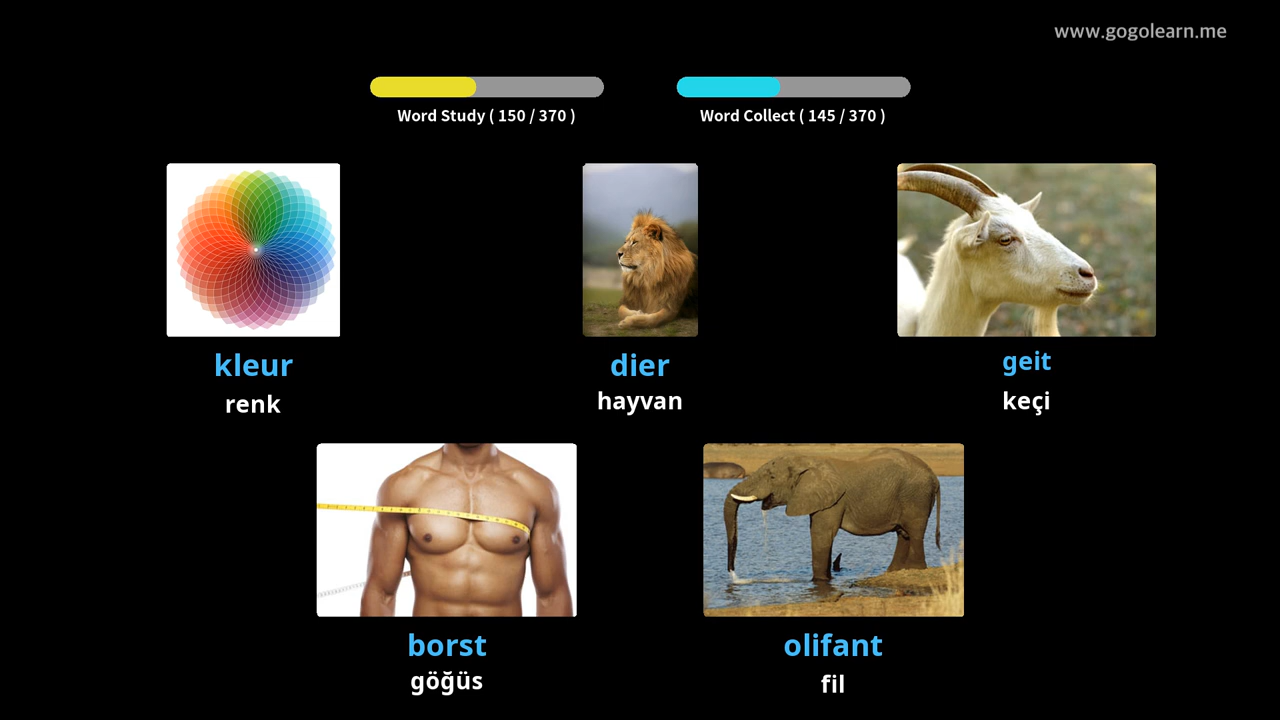 www.gogolearn.me
Word Study ( 150 / 370 )
Word Collect ( 145 / 370 )
kleur
renk
dier
hayvan
geit
keçi
borst
göğüs
olifant
fil